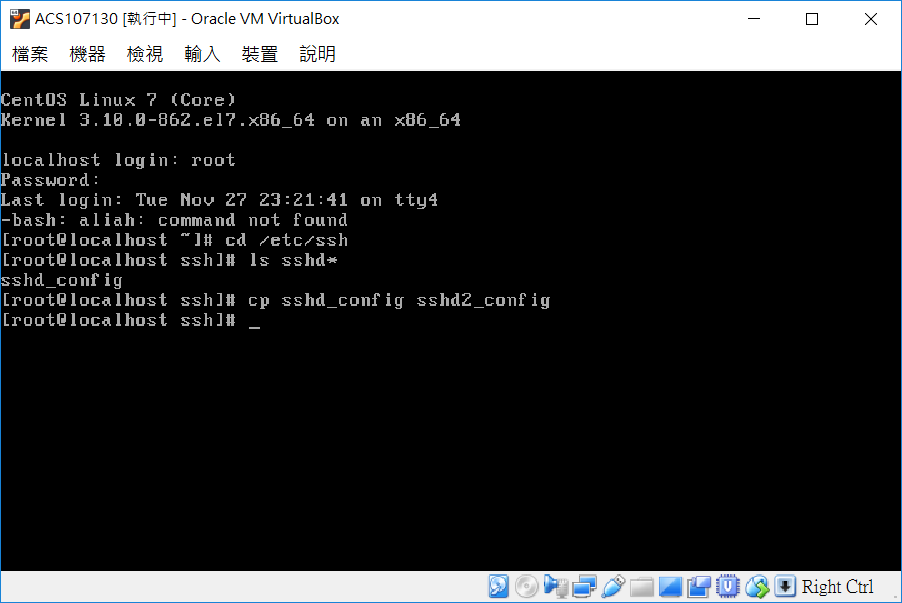 ACS107130 [執行中] - Oracle VM VirtualBox
檔案 機器 檢視 輸入 裝置 說明
CentOS Linux 7 (Core)
Kernel 3.10.0-862.el7.x86_64 on an x86_64
localhost login: root
Password:
Last login: Tue Nov 27 23:21:41 on tty4
-bash: aliah: command not found
[root@localhost ~]# cd /etc/ssh
[root@localhost ssh]# ls sshd*
sshd_config
[root@localhost ssh]# cp sshd_config sshd2_config
[root@localhost ssh]# _
Right Ctrl